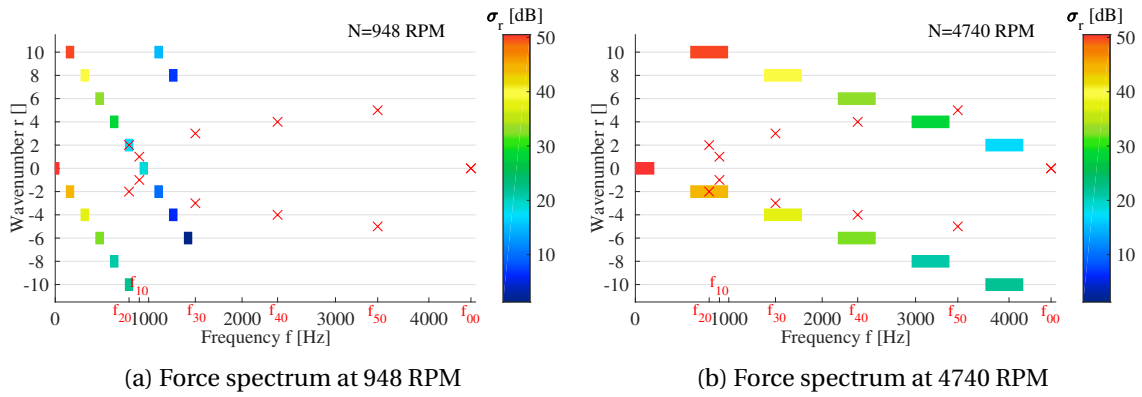 N=948 RPM
σr [dB]
Wavenumber r []
10
8
6
4
2
0
-2
-4
-6
-8
-10
50
40
30
20
10
f10
0
f20
1000
f30
2000
f40
3000
f50
4000
f00
Frequency f [Hz]
(a) Force spectrum at 948 RPM
N=4740 RPM
σr [dB]
Wavenumber r []
10
8
6
4
2
0
-2
-4
-6
-8
-10
50
40
30
20
10
f10
0
f20
1000
f30
2000
f40
3000
f50
4000
f00
Frequency f [Hz]
(b) Force spectrum at 4740 RPM